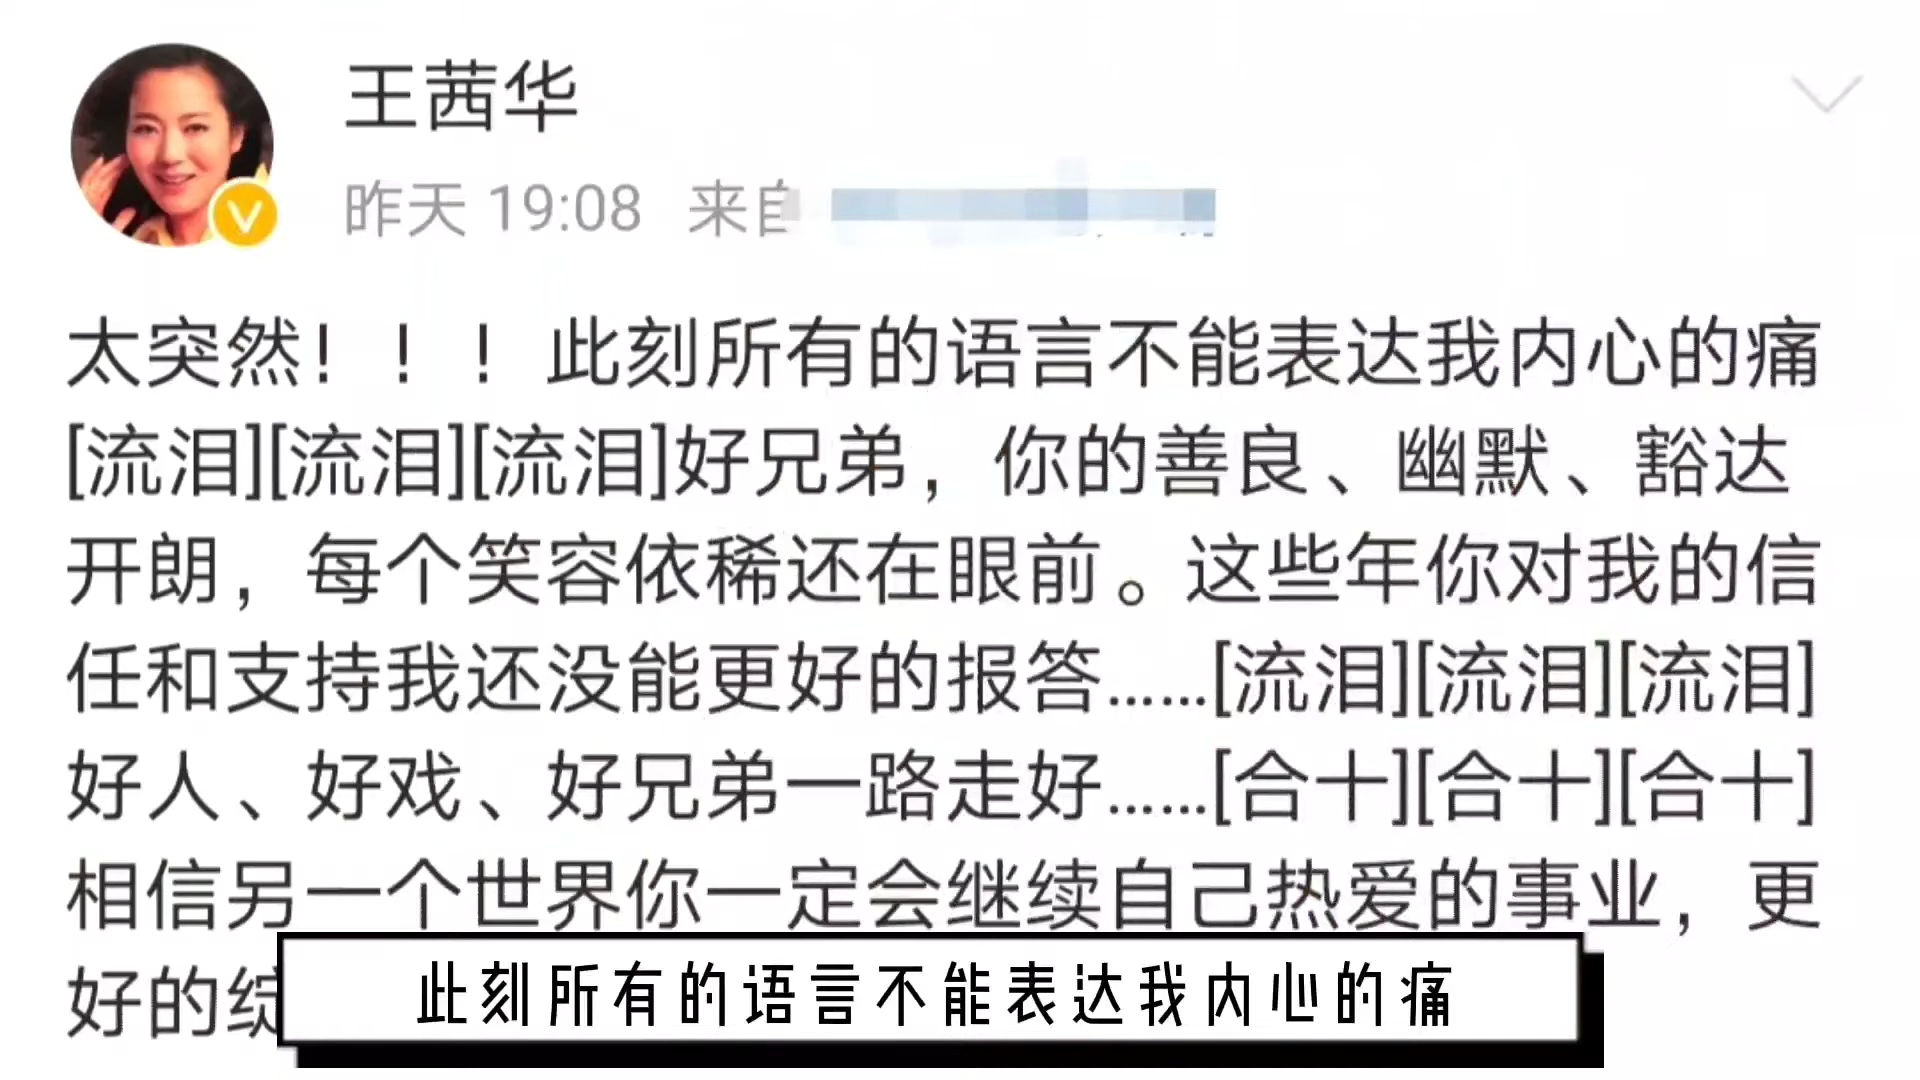 王茜华
昨天 19:08 来自
太突然！！！此刻所有的语言不能表达我内心的痛
[流泪][流泪][流泪]好兄弟，你的善良、幽默、豁达
开朗，每个笑容依稀还在眼前。这些年你对我的信
任和支持我还没能更好的报答......[流泪][流泪][流泪]
好人、好戏、好兄弟一路走好......[合十][合十][合十]
相信另一个世界你一定会继续自己热爱的事业，更
好的绽
此刻所有的语言不能表达我内心的痛